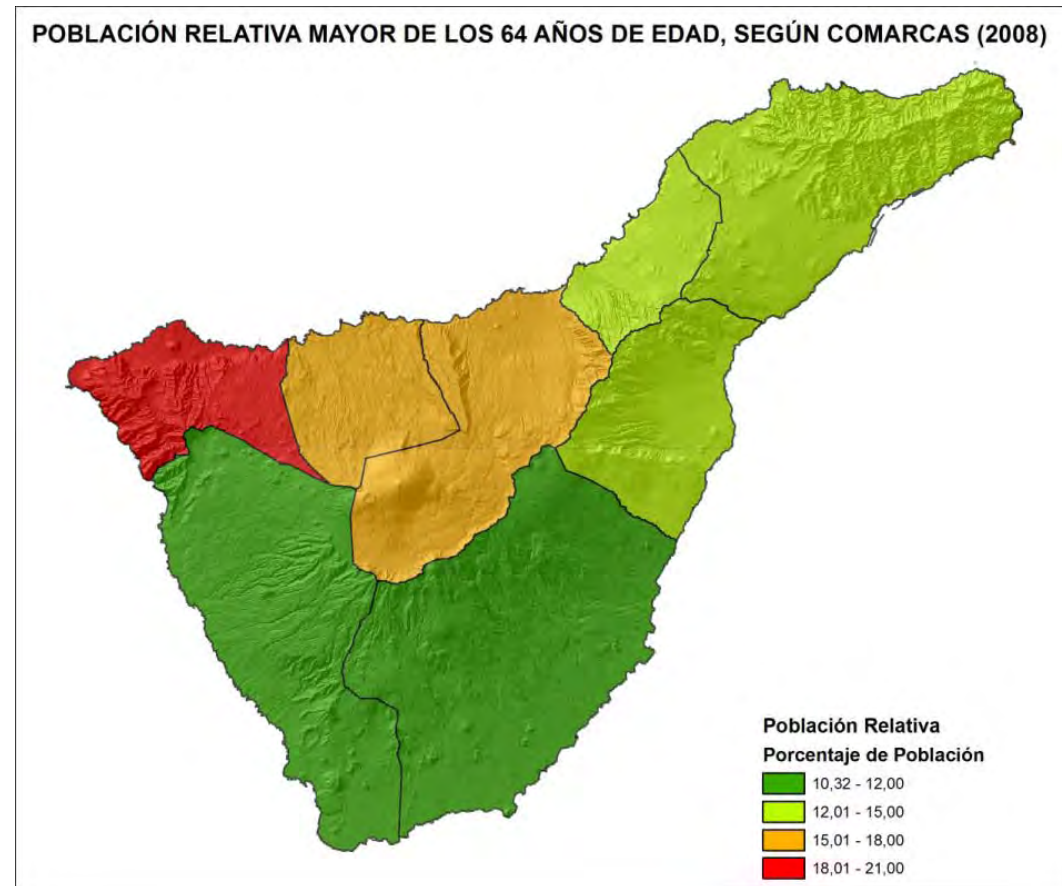 POBLACIÓN RELATIVA MAYOR DE LOS 64 AÑOS DE EDAD, SEGÚN COMARCAS (2008)
Población Relativa
Porcentaje de Población
10,32 - 12,00
12,01 - 15,00
15,01 - 18,00
18,01 - 21,00